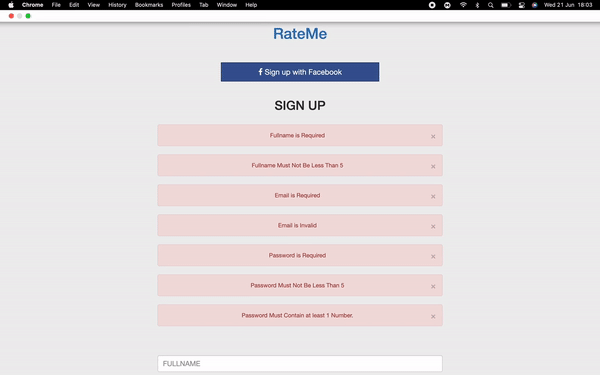 Chrome File Edit View History Bookmarks Profiles Tab Window Help Wed 21 Jun 18:03
RateMe
f Sign up with Facebook
SIGN UP
Fullname is Required ×
Fullname Must Not Be Less Than 5 ×
Email is Required ×
Email is Invalid ×
Password is Required ×
Password Must Not Be Less Than 5 ×
Password Must Contain at least 1 Number. ×
FULLNAME